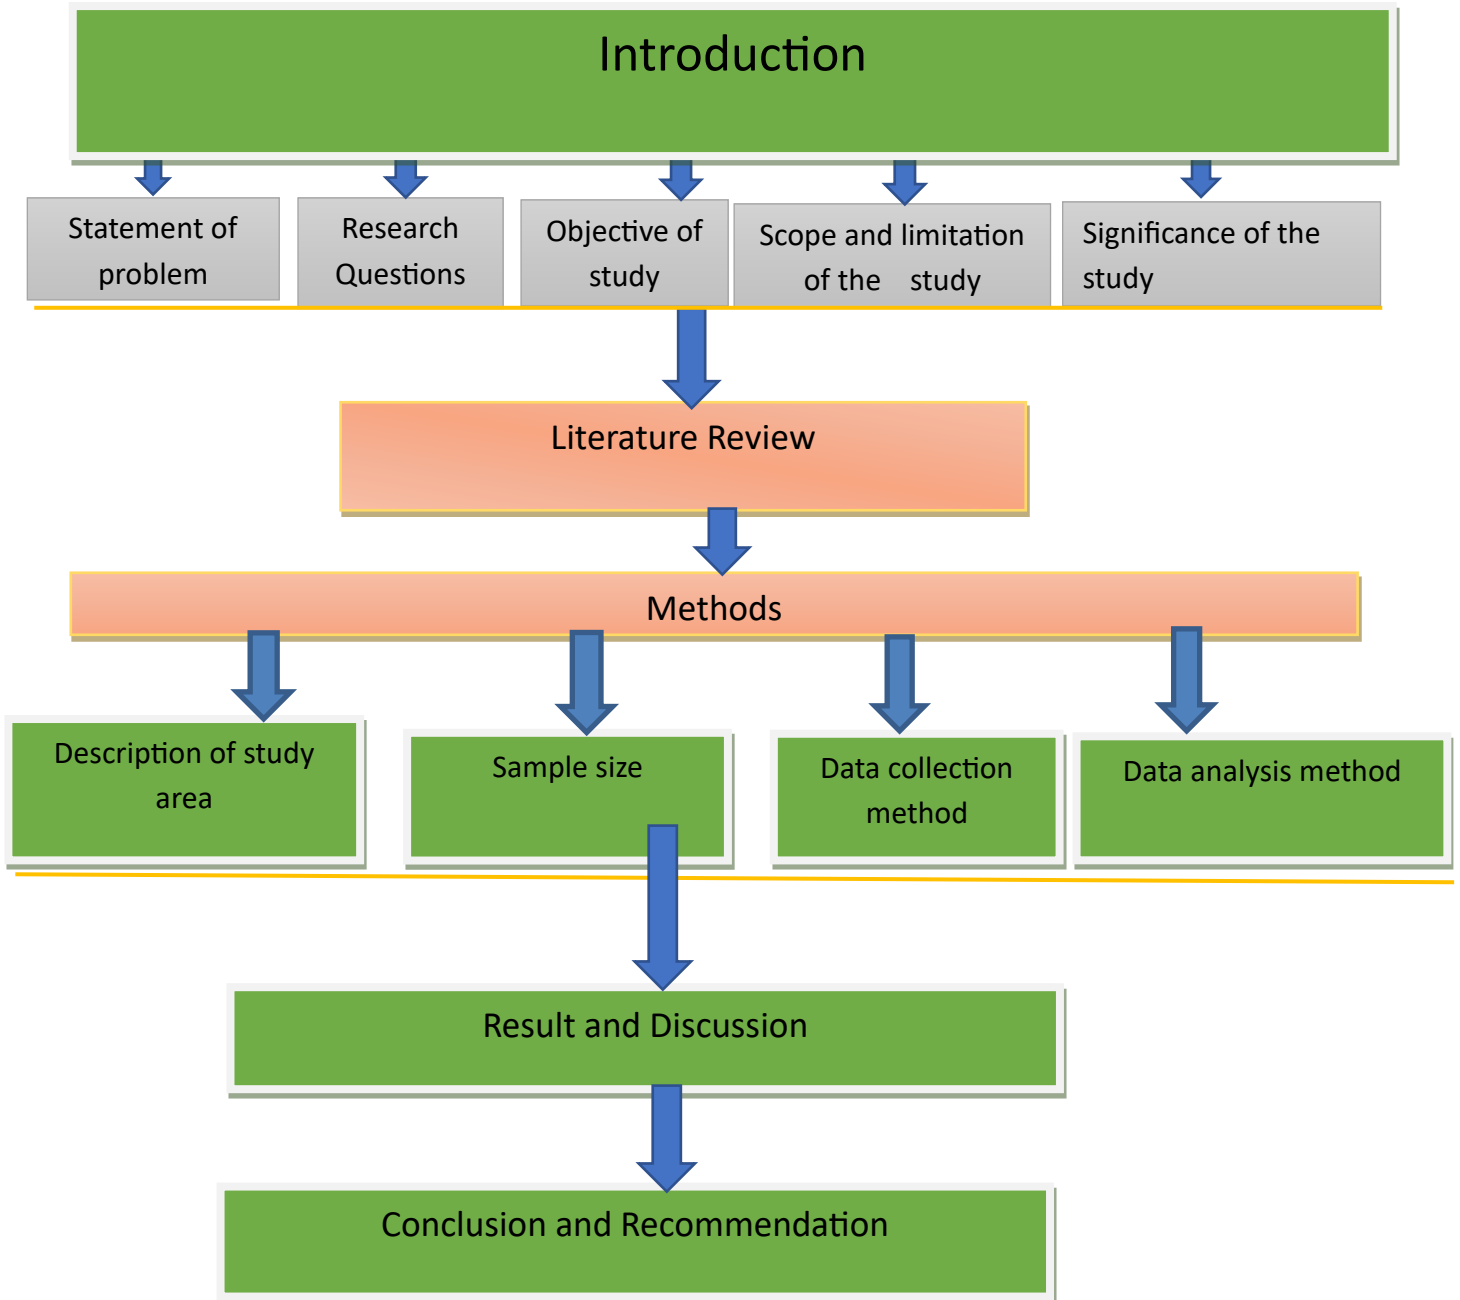 Introduction
Statement of
problem
Research
Questions
Objective of
study
Scope and limitation
of the study
Significance of the
study
Literature Review
Methods
Description of study
area
Sample size
Data collection
method
Data analysis method
Result and Discussion
Conclusion and Recommendation